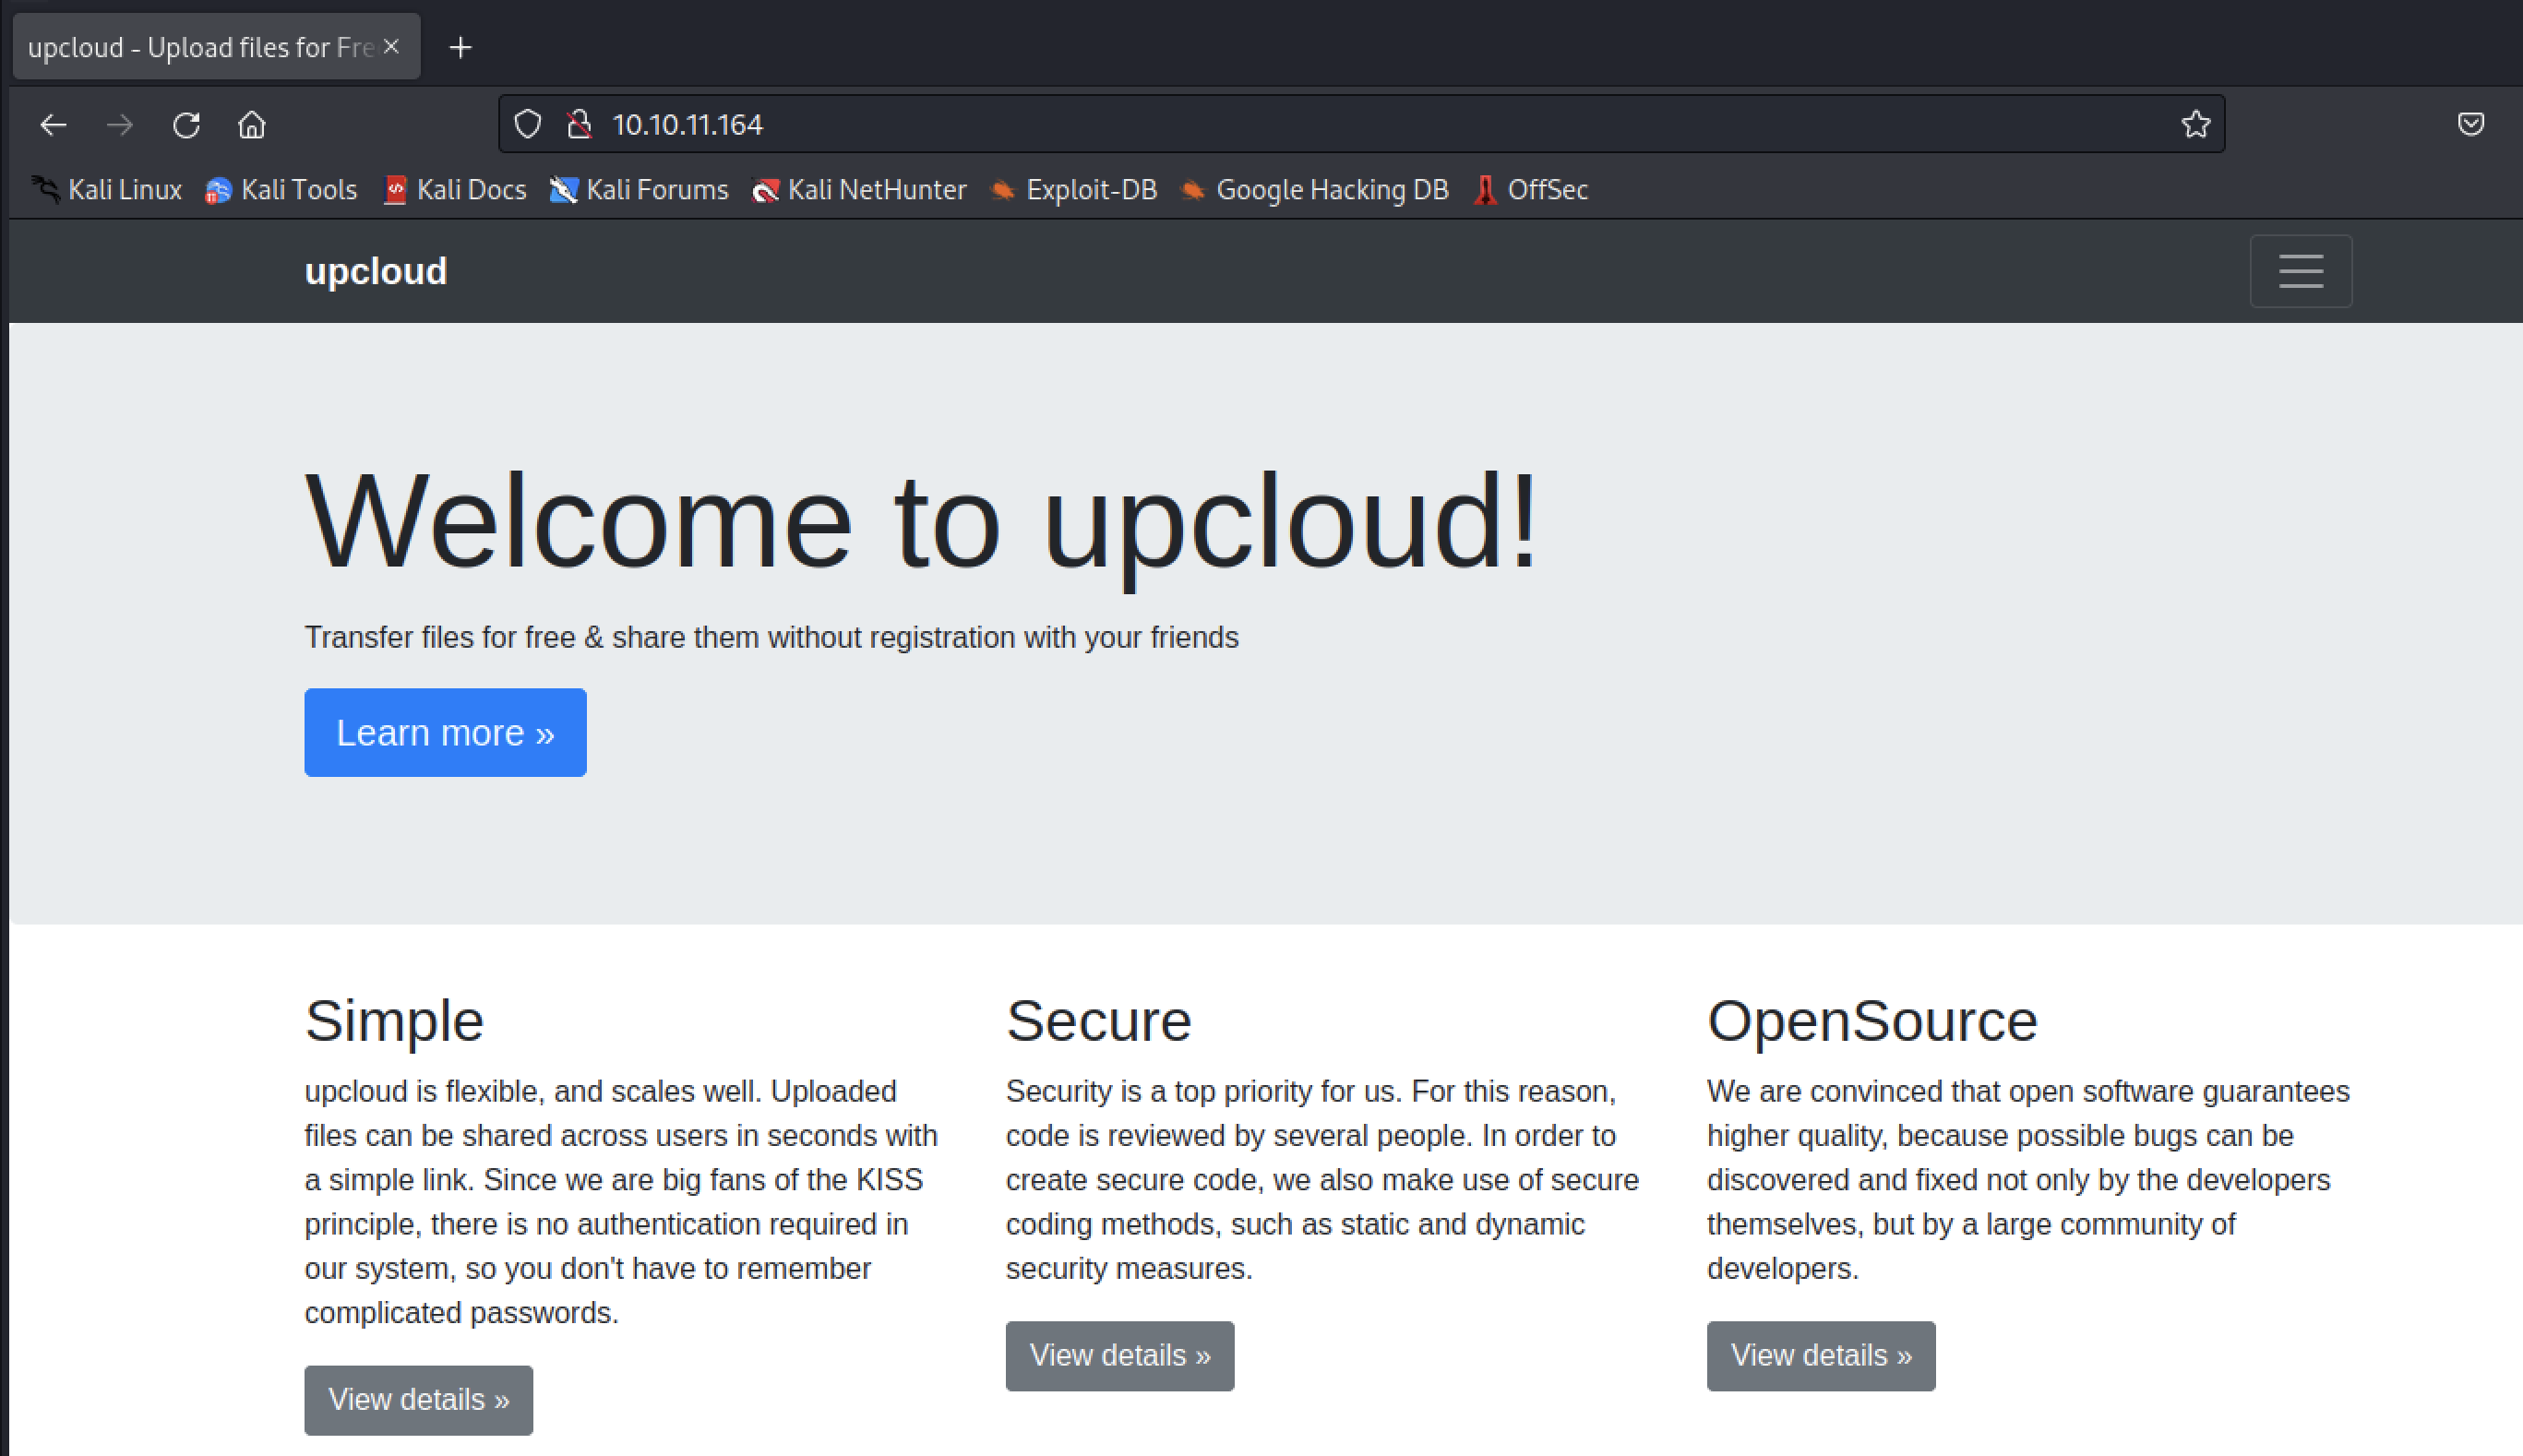 upcloud - Upload files for Fre
10.10.11.164
Kali Linux Kali Tools Kali Docs Kali Forums Kali NetHunter Exploit-DB Google Hacking DB OffSec
upcloud
Welcome to upcloud!
Transfer files for free & share them without registration with your friends
Learn more »
Simple
upcloud is flexible, and scales well. Uploaded
files can be shared across users in seconds with
a simple link. Since we are big fans of the KISS
principle, there is no authentication required in
our system, so you don't have to remember
complicated passwords.
View details »
Secure
Security is a top priority for us. For this reason,
code is reviewed by several people. In order to
create secure code, we also make use of secure
coding methods, such as static and dynamic
security measures.
View details »
OpenSource
We are convinced that open software guarantees
higher quality, because possible bugs can be
discovered and fixed not only by the developers
themselves, but by a large community of
developers.
View details »